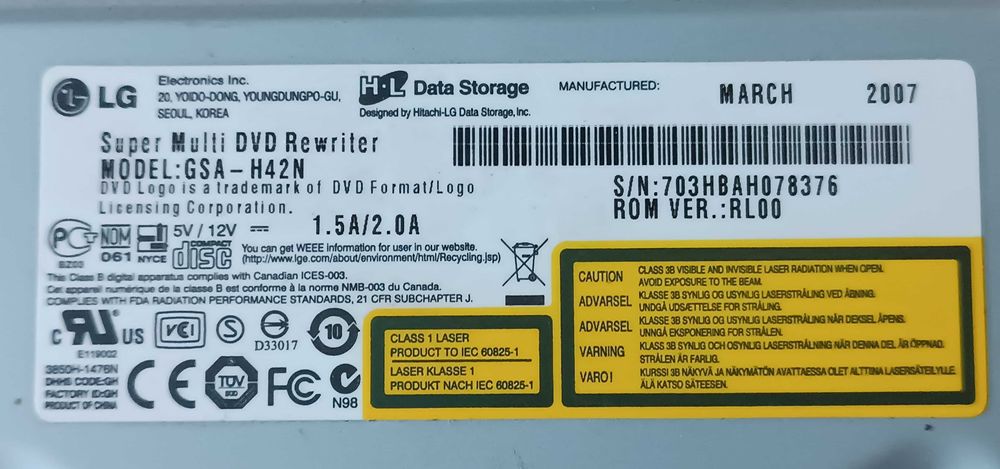 LG
Electronics Inc.
20, YOIDO-DONG, YOUNGDUNGPO-GU,
SEOUL, KOREA
H·L Data Storage
Designed by Hitachi-LG Data Storage, Inc.
MANUFACTURED: MARCH 2007
Super Multi DVD Rewriter
MODEL:GSA-H42N
DVD Logo is a trademark of DVD Format/Logo
Licensing Corporation.
S/N:703HBAH078376
ROM VER.:RL00
5V / 12V 1.5A/2.0A
PC
BZ03
NOM
061
NYCE
COMPACT
disc
You can get WEEE information for user in our website.
(http://www.lge.com/about/environment/html/Recycling.jsp)
This Class B digital apparatus complies with Canadian ICES-003.
Cet appareil numérique de la classe B est conforme à la norme NMB-003 du Canada.
COMPLIES WITH FDA RADIATION PERFORMANCE STANDARDS, 21 CFR SUBCHAPTER J.
C US
E119002
VCI
S
D33017
10
3850H-1476N
DHHS CODE:GH
FACTORY ID:GH
PRODUCT OF CHINA
CE
TÜV
FC
N98
CLASS 1 LASER
PRODUCT TO IEC 60825-1
LASER KLASSE 1
PRODUKT NACH IEC 60825-1
CAUTION CLASS 3B VISIBLE AND INVISIBLE LASER RADIATION WHEN OPEN.
AVOID EXPOSURE TO THE BEAM.
ADVARSEL KLASSE 3B SYNLIG OG USYNLIG LASERSTRÅLING VED ÅBNING.
UNDGÅ UDSÆTTELSE FOR STRÅLING.
ADVARSEL KLASSE 3B SYNLIG OG USYNLIG LASERSTRÅLING NÅR DEKSEL ÅPENS.
UNNGÅ EKSPONERING FOR STRÅLEN.
VARNING KLASS 3B SYNLIG OCH OSYNLIG LASERSTRÅLNING NÄR DENNA DEL ÄR ÖPPNAD.
STRÅLEN ÄR FARLIG.
VARO! KURSSI 3B NÄKYVÄ JA NÄKYMÄTÖN AVATTAESSA OLET ALTTIINA LASERSÄTEILYLLE.
ÄLÄ KATSO SÄTEESEEN.